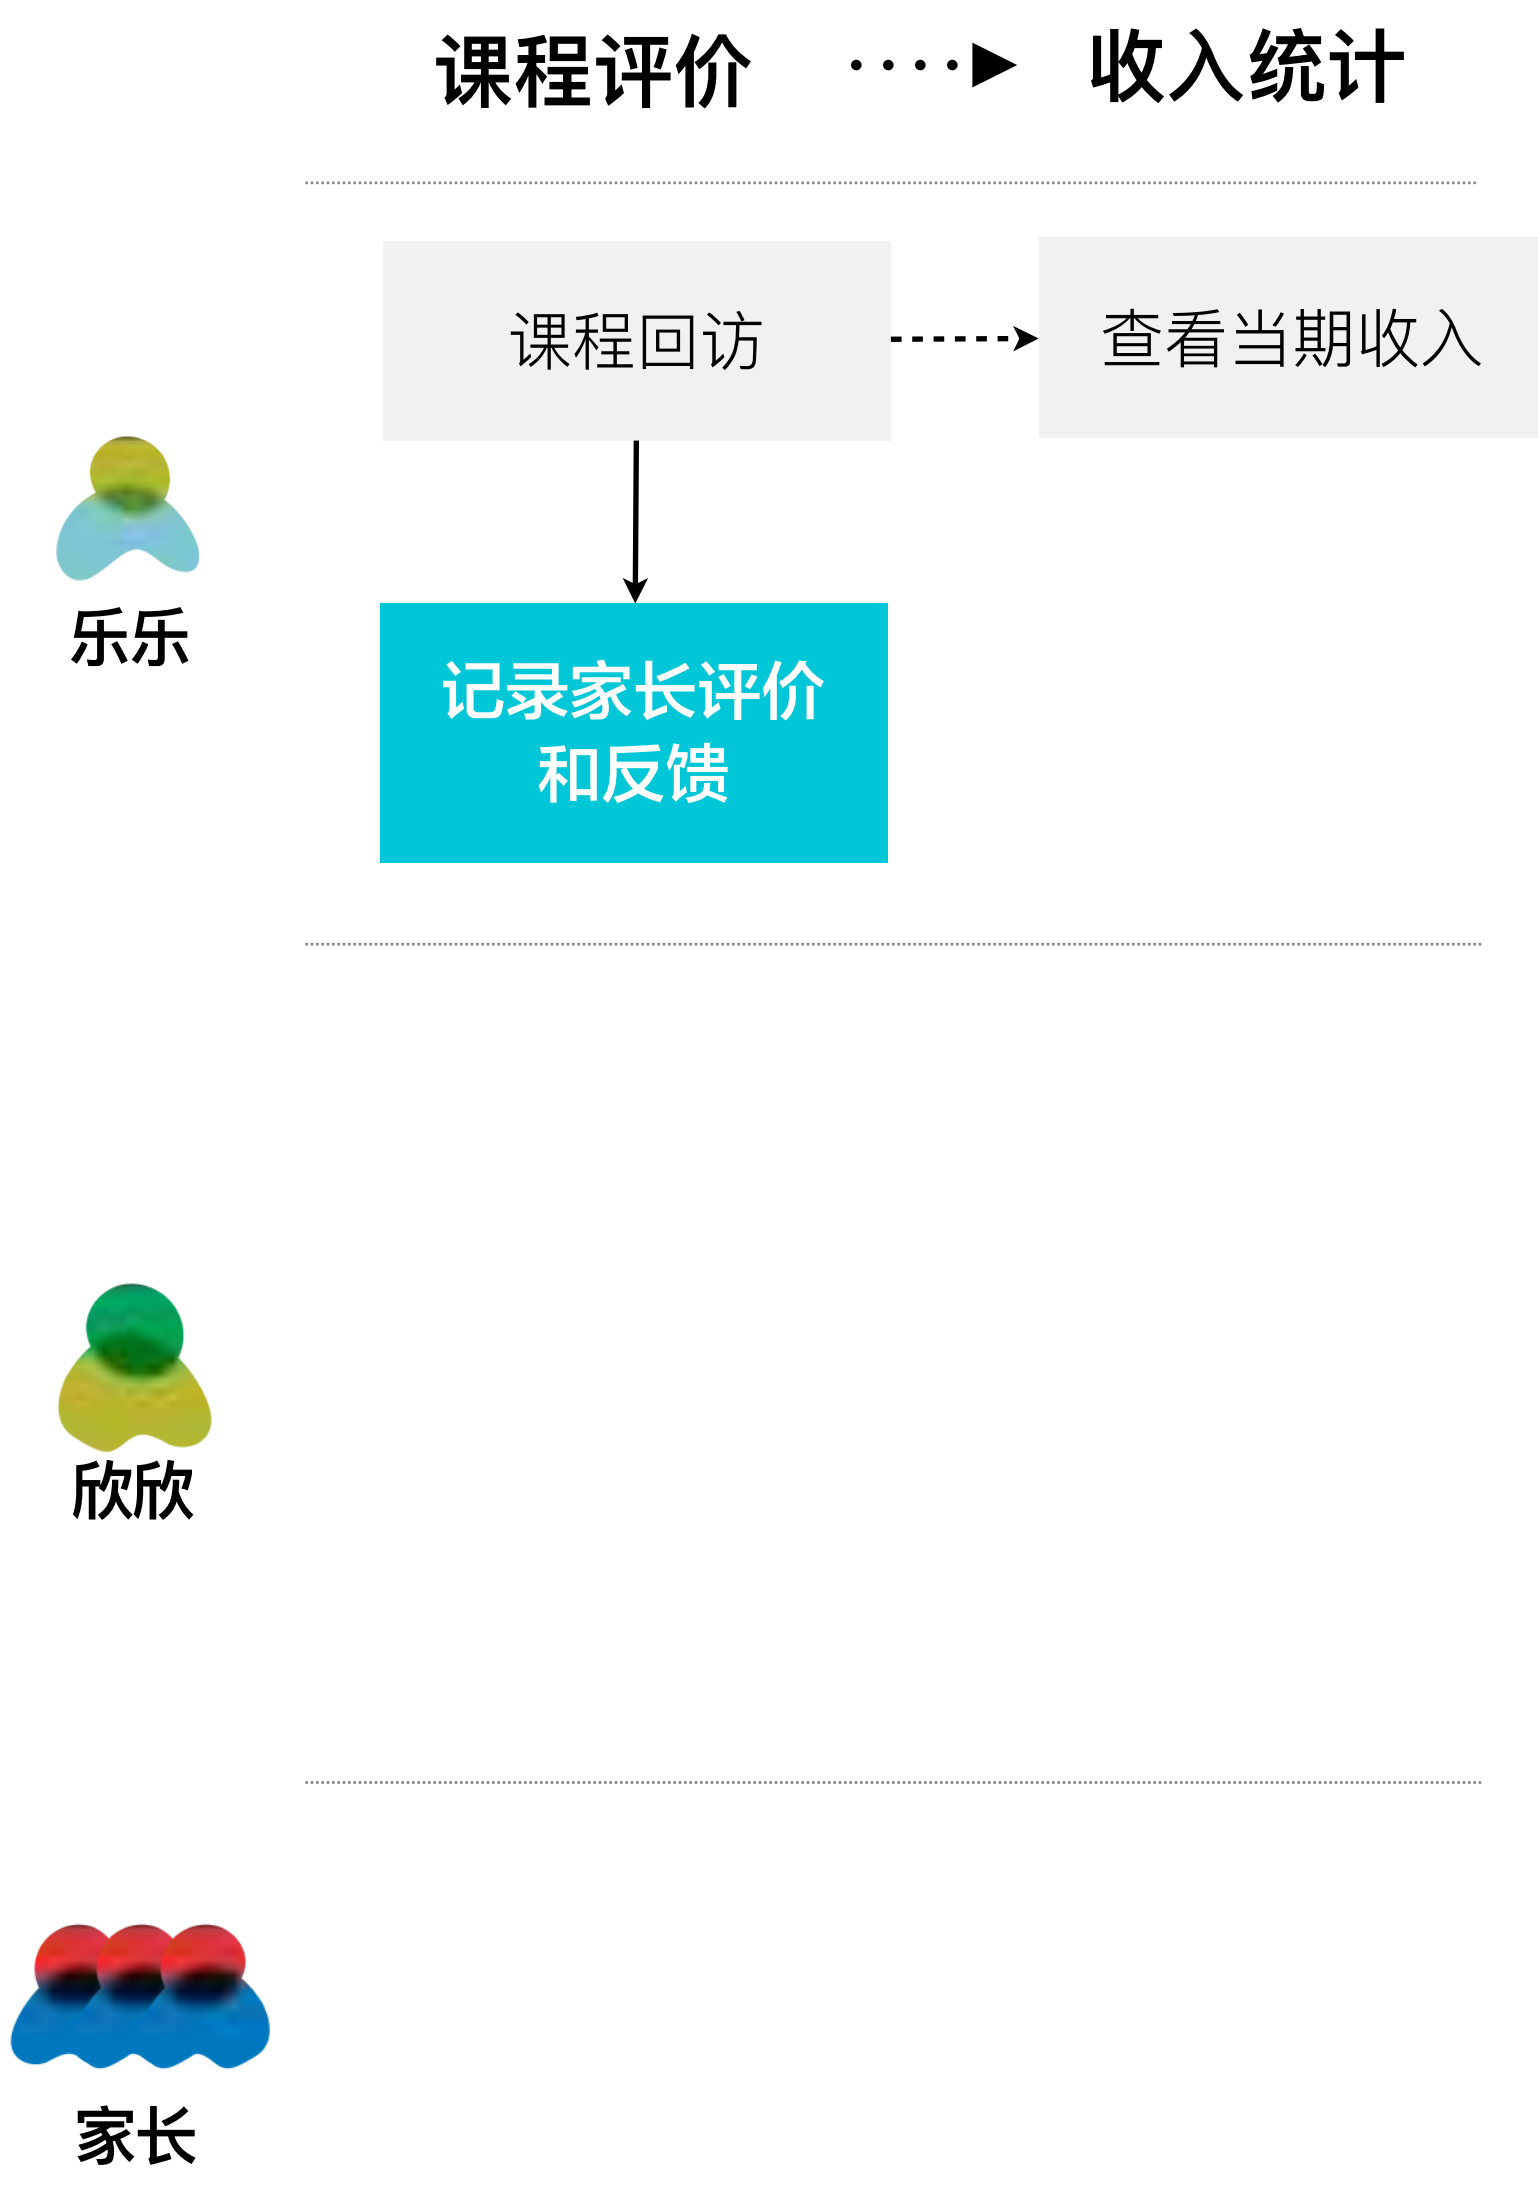 课程评价
收入统计
课程回访
查看当期收入
乐乐
记录家长评价
和反馈
欣欣
家长